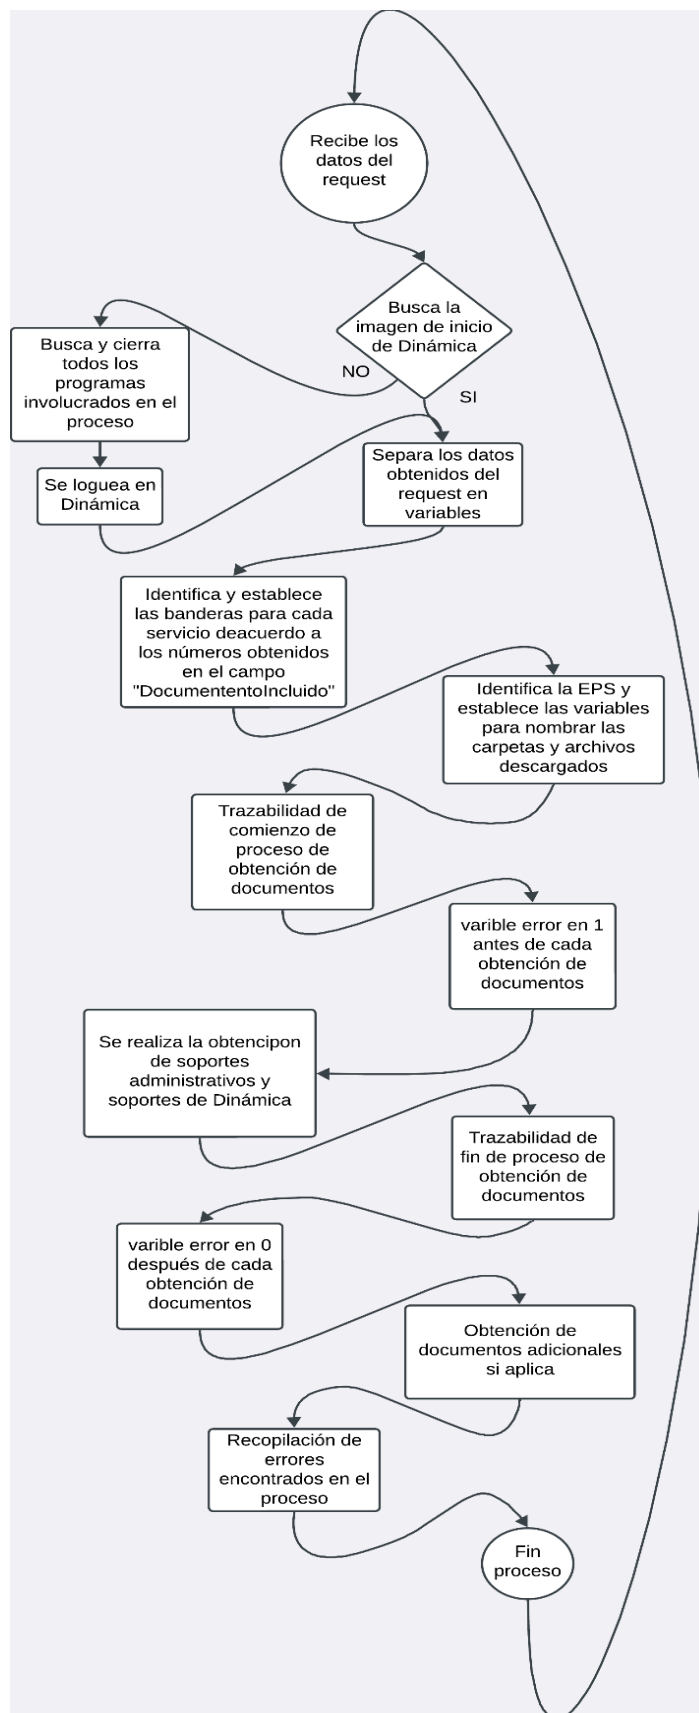 Recibe los
datos del
request
Busca la
imagen de inicio
de Dinámica
NO
SI
Busca y cierra
todos los
programas
involucrados en el
proceso
Se loguea en
Dinámica
Separa los datos
obtenidos del
request en
variables
Identifica y establece
las banderas para cada
servicio deacuerdo a
los números obtenidos
en el campo
"DocumententoIncluido"
Identifica la EPS y
establece las variables
para nombrar las
carpetas y archivos
descargados
Trazabilidad de
comienzo de
proceso de
obtención de
documentos
varible error en 1
antes de cada
obtención de
documentos
Se realiza la obtencipon
de soportes
administrativos y
soportes de Dinámica
Trazabilidad de
fin de proceso de
obtención de
documentos
varible error en 0
después de cada
obtención de
documentos
Obtención de
documentos adicionales
si aplica
Recopilación de
errores
encontrados en el
proceso
Fin
proceso